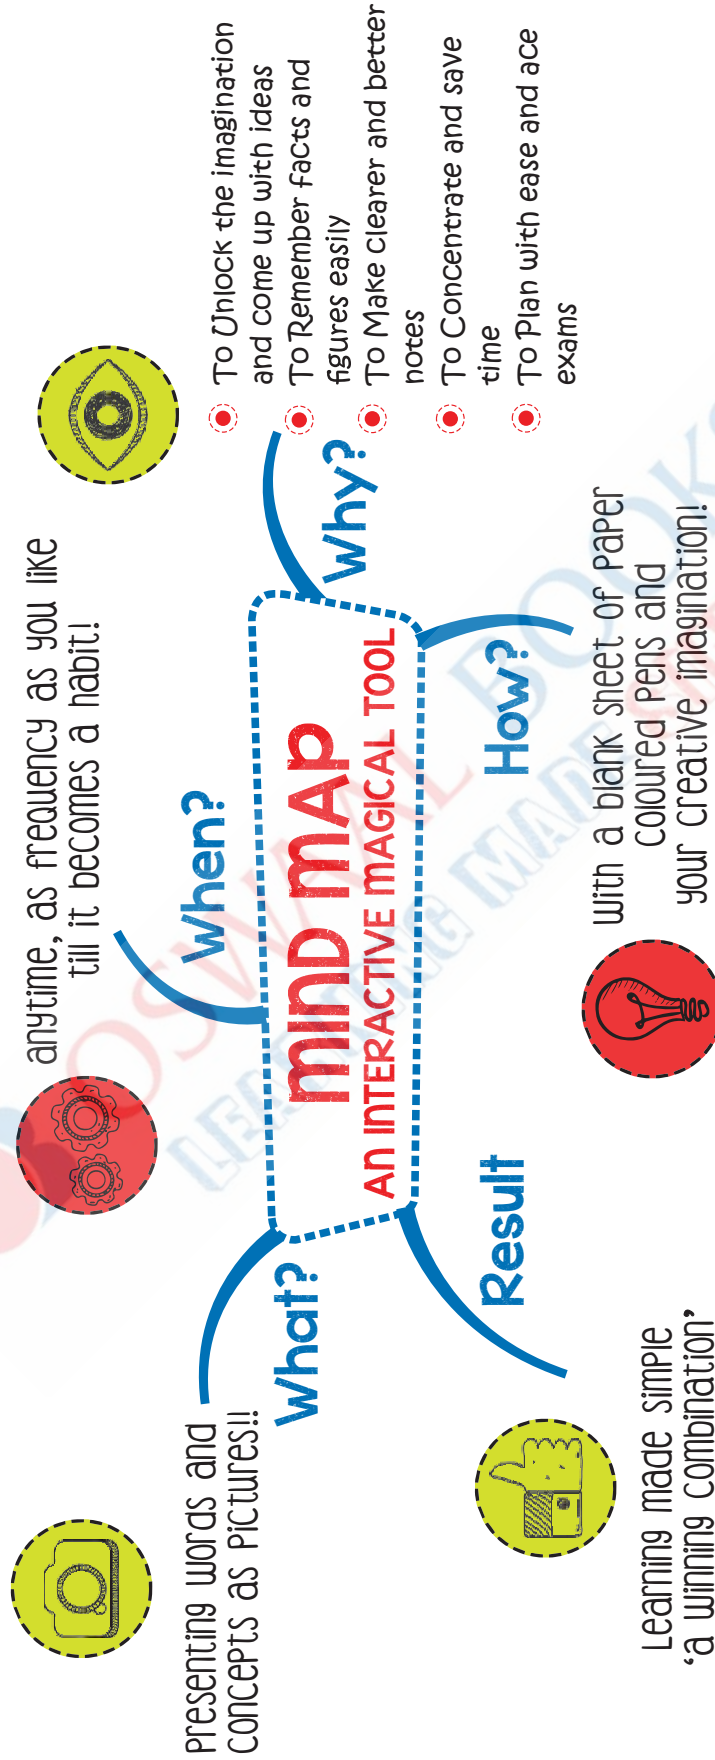 anytime, as frequency as you like
till it becomes a habit!
When?
Presenting words and
Concepts as pictures!!
What?
MIND MAP
AN INTERACTIVE MAGICAL TOOL
Why?
To Unlock the imagination
and come up with ideas
To Remember facts and
figures easily
To Make clearer and better
notes
To Concentrate and save
time
To Plan with ease and ace
exams
Result
Learning made simple
‘a winning combination’
How?
With a blank sheet of Paper
Coloured Pens and
your creative imagination!
OSWAAL BOOKS
LEARNING MADE